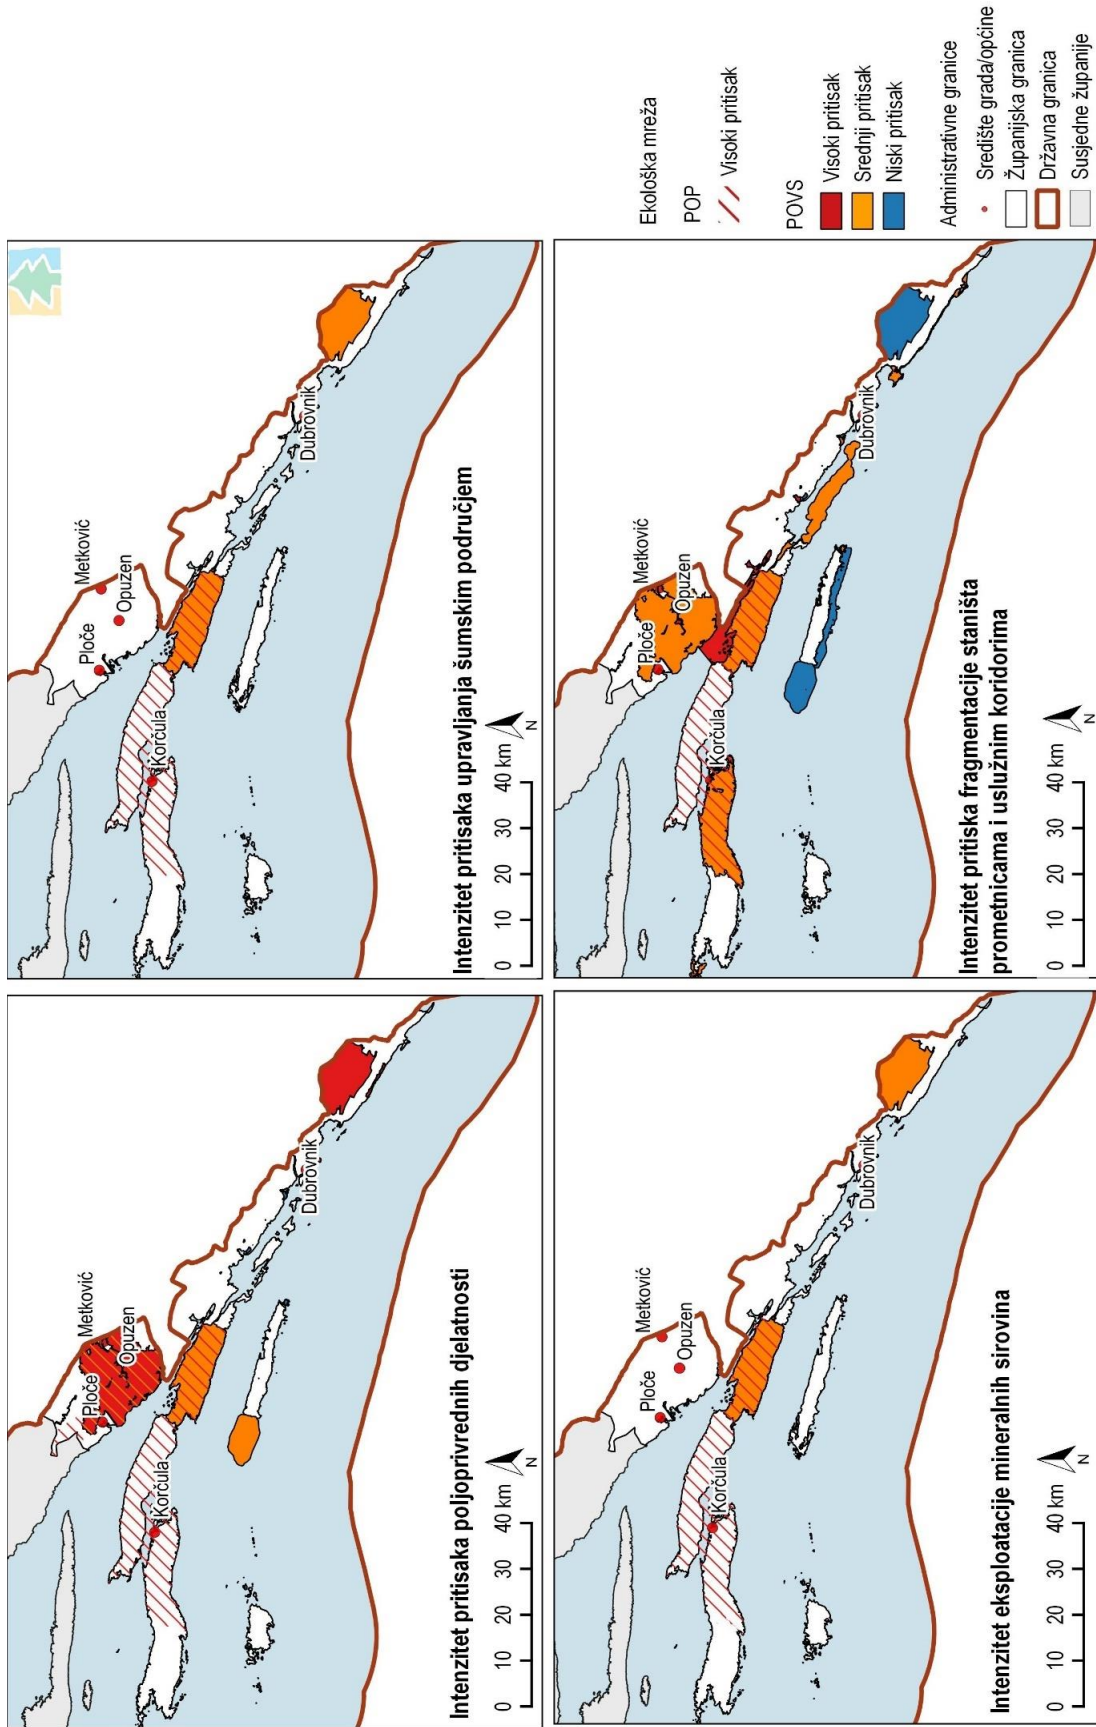 Metković
Ploče
Opuzen
Korčula
Dubrovnik
Intenzitet pritisaka poljoprivrednih djelatnosti
0 10 20 30 40 km
N
Metković
Ploče
Opuzen
Korčula
Dubrovnik
Intenzitet pritisaka upravljanja šumskim područjem
0 10 20 30 40 km
N
Metković
Ploče
Opuzen
Korčula
Dubrovnik
Intenzitet eksploatacije mineralnih sirovina
0 10 20 30 40 km
N
Metković
Ploče
Opuzen
Korčula
Dubrovnik
Intenzitet pritiska fragmentacije staništa
prometnicama i uslužnim koridorima
0 10 20 30 40 km
N
Ekološka mreža
POP
Visoki pritisak
POVS
Visoki pritisak
Srednji pritisak
Niski pritisak
Administrativne granice
Središte grada/općine
Županijska granica
Državna granica
Susjedne županije